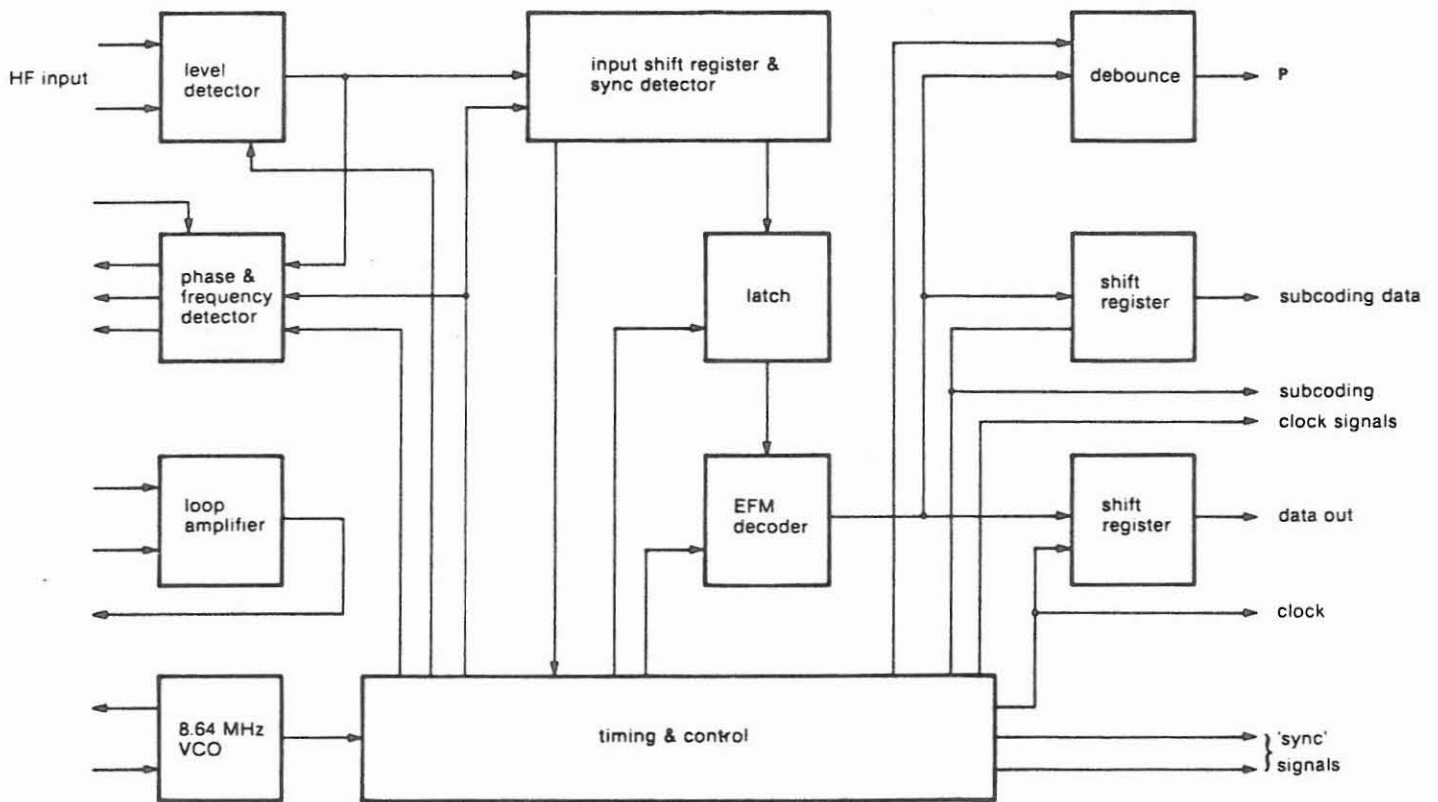 HF input
level
detector
input shift register &
sync detector
debounce
P
phase &
frequency
detector
latch
shift
register
subcoding data
subcoding
clock signals
loop
amplifier
EFM
decoder
shift
register
data out
clock
8.64 MHz
VCO
timing & control
'sync'
signals